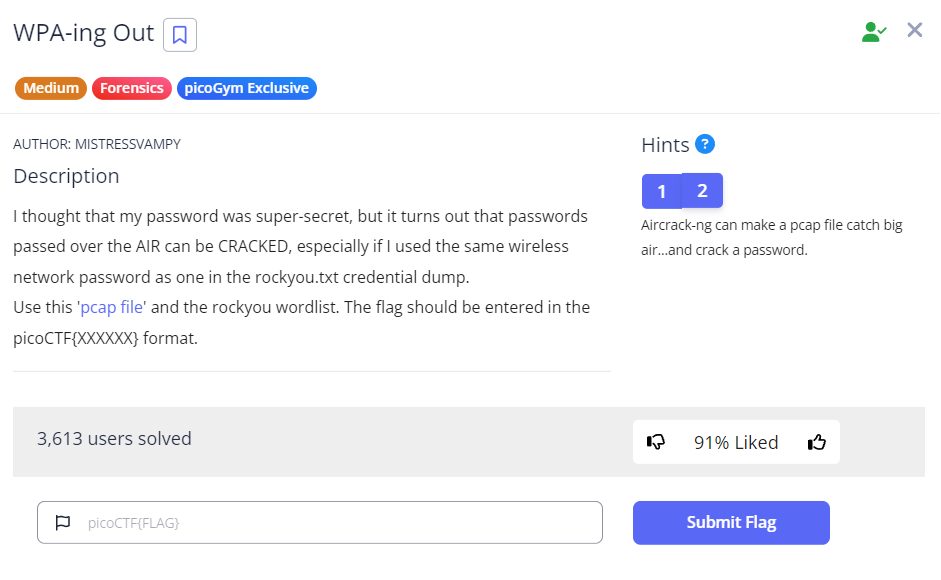 WPA-ing Out
Medium Forensics picoGym Exclusive
AUTHOR: MISTRESSVAMPY
Description
I thought that my password was super-secret, but it turns out that passwords
passed over the AIR can be CRACKED, especially if I used the same wireless
network password as one in the rockyou.txt credential dump.
Use this 'pcap file' and the rockyou wordlist. The flag should be entered in the
picoCTF{XXXXXX} format.
Hints ?
1 2
Aircrack-ng can make a pcap file catch big
air...and crack a password.
3,613 users solved
91% Liked
picoCTF{FLAG}
Submit Flag